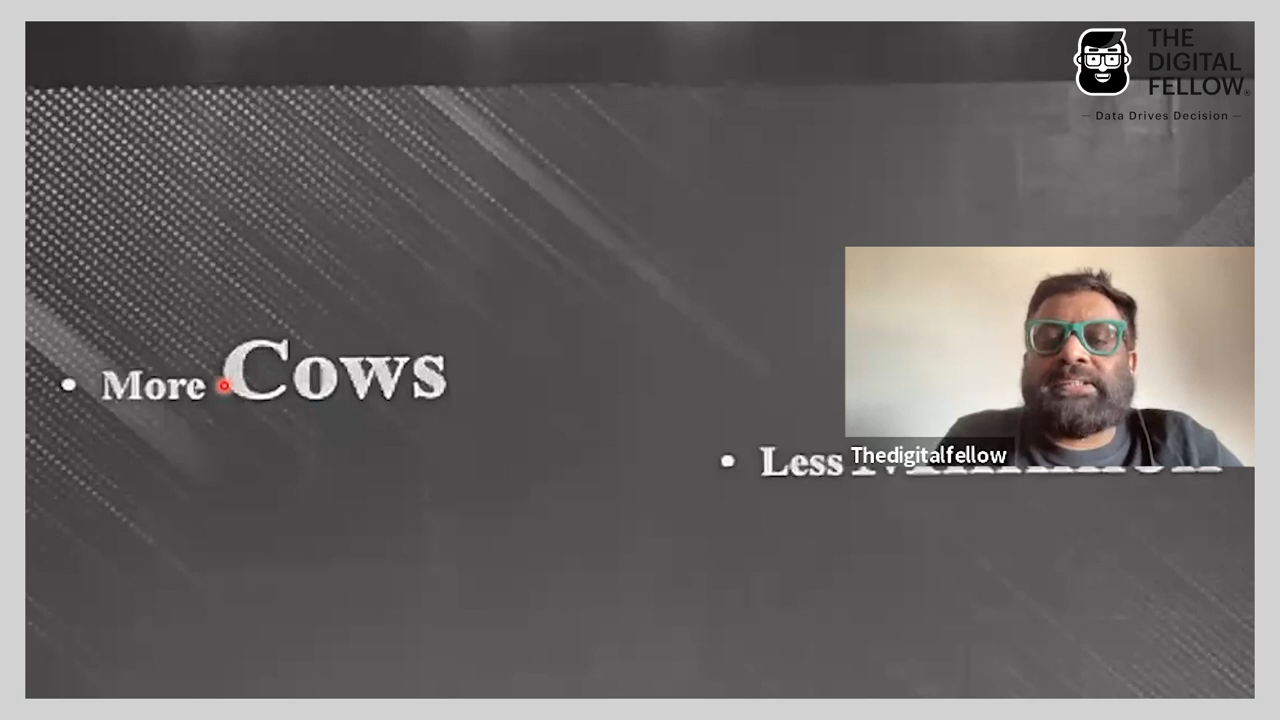 THE
DIGITAL
FELLOW
Data Drives Decision
• More Cows
• Less
Thedigitalfellow